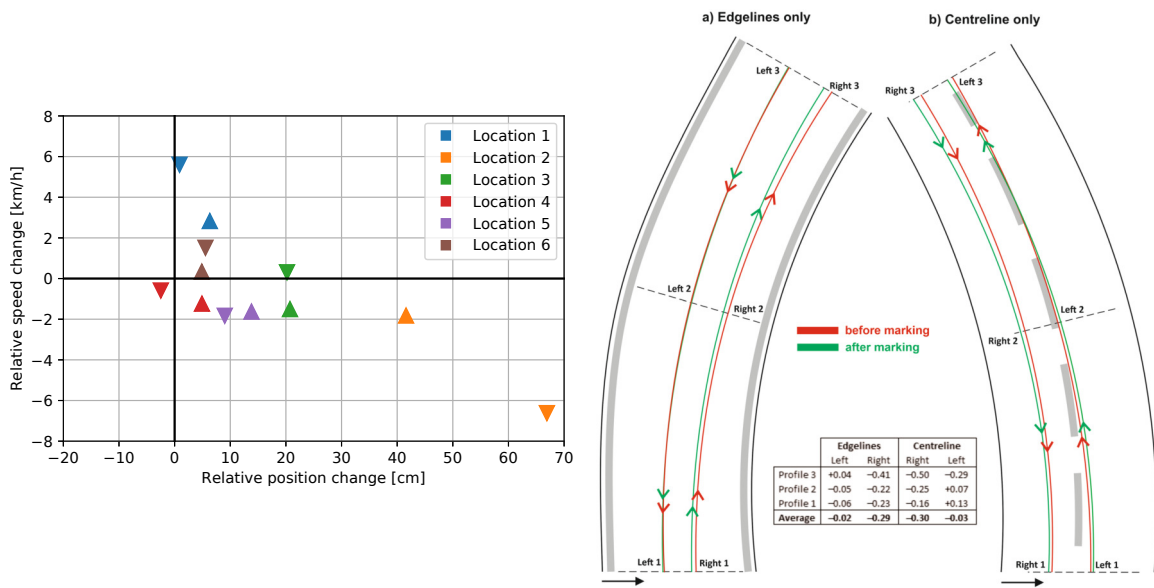 8
6
4
2
0
−2
−4
−6
−8
Relative speed change [km/h]
−20
−10
0
10
20
30
40
50
60
70
Relative position change [cm]
Location 1
Location 2
Location 3
Location 4
Location 5
Location 6
a) Edgelines only
b) Centreline only
Left 3
Right 3
Right 3
Left 3
Left 2
Right 2
Left 2
Right 2
before marking
after marking
Edgelines Centreline
Left Right Right Left
Profile 3 +0.04 −0.41 −0.50 −0.29
Profile 2 −0.05 −0.22 −0.25 +0.07
Profile 1 −0.06 −0.23 −0.16 +0.13
Average −0.02 −0.29 −0.30 −0.03
Left 1
Right 1
Right 1
Left 1